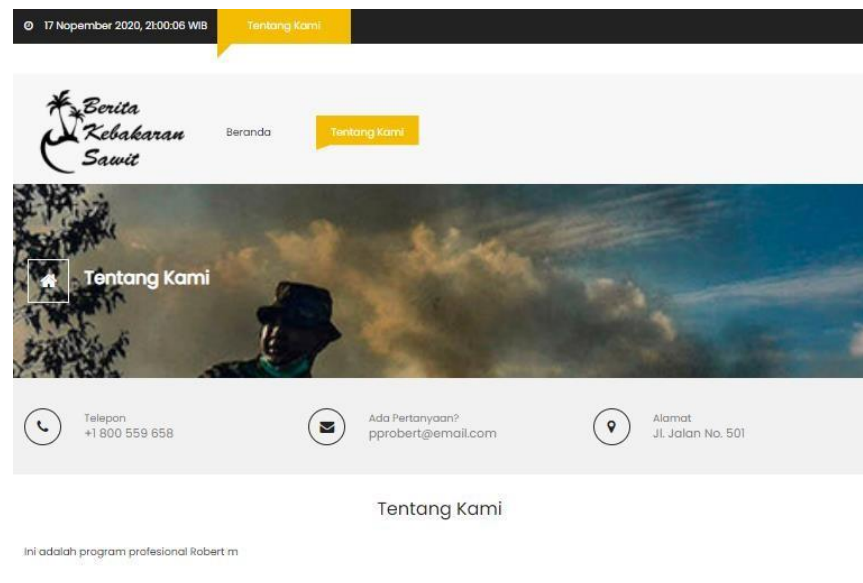 17 Nopember 2020, 21:00:06 WIB
Tentang Kami
Berita
Kebakaran
Sawit
Beranda
Tentang Kami
Tentang Kami
Telepon
+1 800 559 658
Ada Pertanyaan?
pprobert@email.com
Alamat
Jl. Jalan No. 501
Tentang Kami
Ini adalah program profesional Robert m